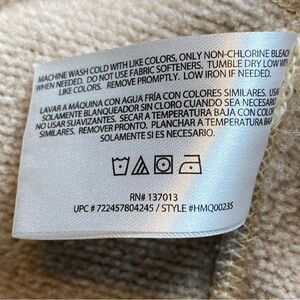 MACHINE WASH COLD WITH LIKE COLORS, ONLY NON-CHLORINE BLEACH
WHEN NEEDED. DO NOT USE FABRIC SOFTENERS. TUMBLE DRY LOW WITH
LIKE COLORS. REMOVE PROMPTLY. LOW IRON IF NEEDED.
LAVAR A MÁQUINA CON AGUA FRÍA CON COLORES SIMILARES. USAR
SOLAMENTE BLANQUEADOR SIN CLORO CUANDO SEA NECESARIO
NO USAR SUAVIZANTES. SECAR A TEMPERATURA BAJA CON COLORES
SIMILARES. REMOVER PRONTO. PLANCHAR A TEMPERATURA BAJA
SOLAMENTE SI ES NECESARIO.
RN# 137013
UPC # 722457804245 / STYLE #HMQ0023S